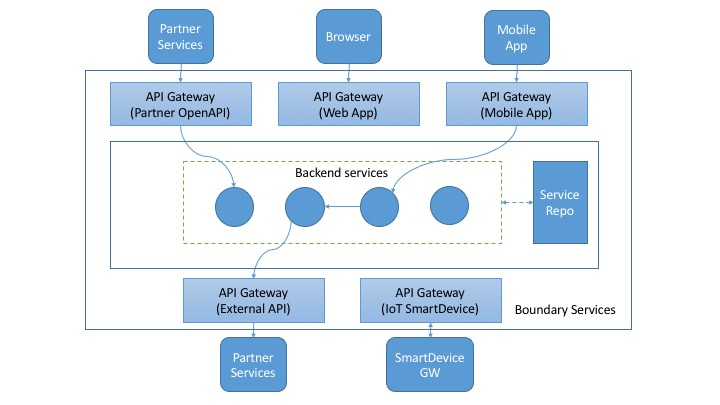 Partner
Services
Browser
Mobile
App
API Gateway
(Partner OpenAPI)
API Gateway
(Web App)
API Gateway
(Mobile App)
Backend services
Service
Repo
API Gateway
(External API)
API Gateway
(IoT SmartDevice)
Boundary Services
Partner
Services
SmartDevice
GW